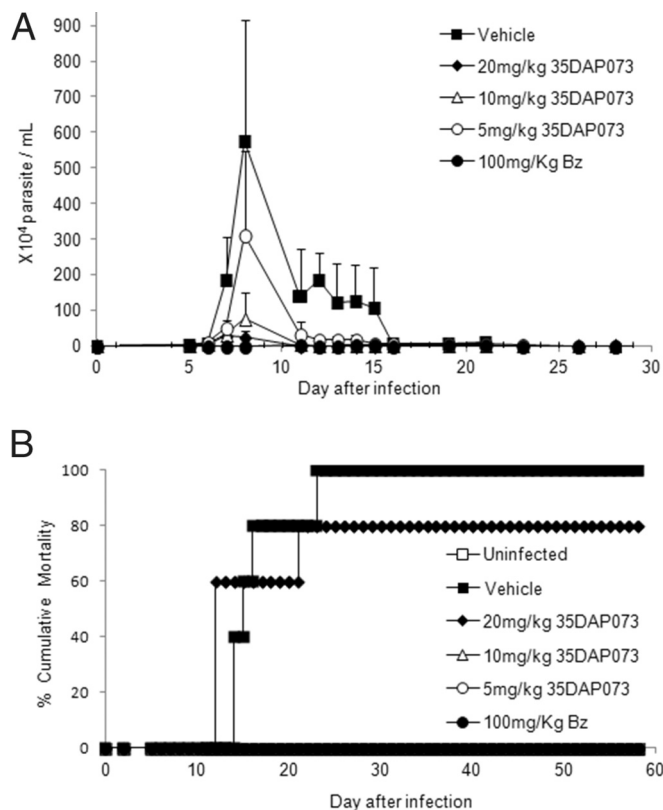 A
900
800
700
600
500
400
300
200
100
0
X10⁴ parasite / mL
Vehicle
20mg/kg 35DAP073
10mg/kg 35DAP073
5mg/kg 35DAP073
100mg/Kg Bz
0 5 10 15 20 25 30
Day after infection
B
100
80
60
40
20
0
% Cumulative Mortality
Uninfected
Vehicle
20mg/kg 35DAP073
10mg/kg 35DAP073
5mg/kg 35DAP073
100mg/Kg Bz
0 10 20 30 40 50 60
Day after infection